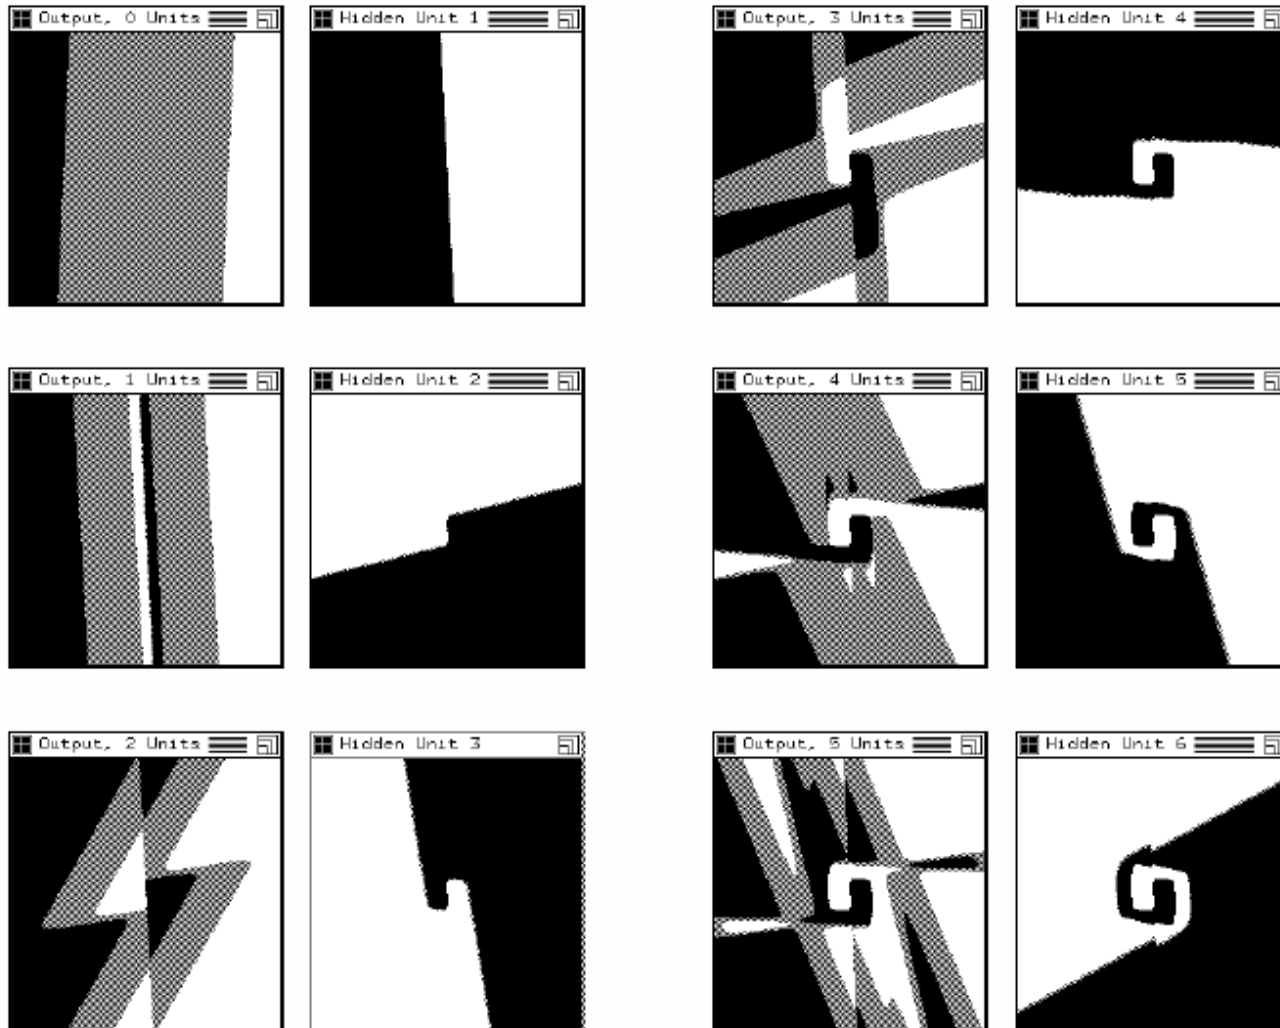 Output, 0 Units
Hidden Unit 1
Output, 3 Units
Hidden Unit 4
Output, 1 Units
Hidden Unit 2
Output, 4 Units
Hidden Unit 5
Output, 2 Units
Hidden Unit 3
Output, 5 Units
Hidden Unit 6